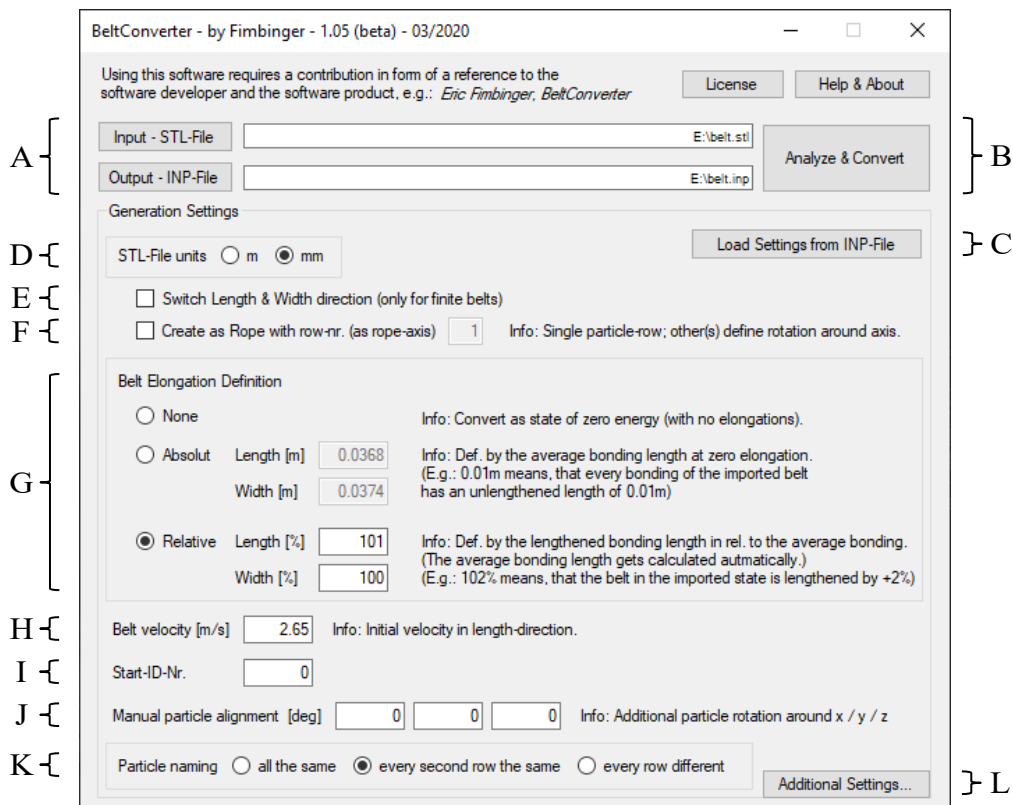 BeltConverter - by Fimbinger - 1.05 (beta) - 03/2020
Using this software requires a contribution in form of a reference to the
software developer and the software product, e.g.: Eric Fimbinger, BeltConverter
License
Help & About
A
Input - STL-File
E:\belt.stl
Output - INP-File
E:\belt.inp
Analyze & Convert
B
Generation Settings
Load Settings from INP-File
C
D
STL-File units
m
mm
E
Switch Length & Width direction (only for finite belts)
F
Create as Rope with row-nr. (as rope-axis)
1
Info: Single particle-row; other(s) define rotation around axis.
G
Belt Elongation Definition
None
Info: Convert as state of zero energy (with no elongations).
Absolut
Length [m]
0.0368
Info: Def. by the average bonding length at zero elongation.
(E.g.: 0.01m means, that every bonding of the imported belt
Width [m]
0.0374
has an unlengthened length of 0.01m)
Relative
Length [%]
101
Info: Def. by the lengthened bonding length in rel. to the average bonding.
(The average bonding length gets calculated autmatically.)
Width [%]
100
(E.g.: 102% means, that the belt in the imported state is lengthened by +2%)
H
Belt velocity [m/s]
2.65
Info: Initial velocity in length-direction.
I
Start-ID-Nr.
0
J
Manual particle alignment [deg]
0
0
0
Info: Additional particle rotation around x / y / z
K
Particle naming
all the same
every second row the same
every row different
Additional Settings...
L